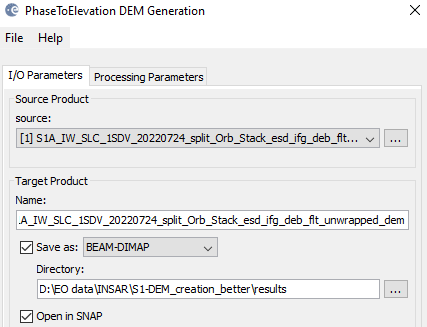 PhaseToElevation DEM Generation
File Help
I/O Parameters Processing Parameters
Source Product
source:
[1] S1A_IW_SLC_1SDV_20220724_split_Orb_Stack_esd_ifg_deb_flt... ...
Target Product
Name:
.A_IW_SLC_1SDV_20220724_split_Orb_Stack_esd_ifg_deb_flt_unwrapped_dem
Save as: BEAM-DIMAP
Directory:
D:\EO data\INSAR\S1-DEM_creation_better\results ...
Open in SNAP